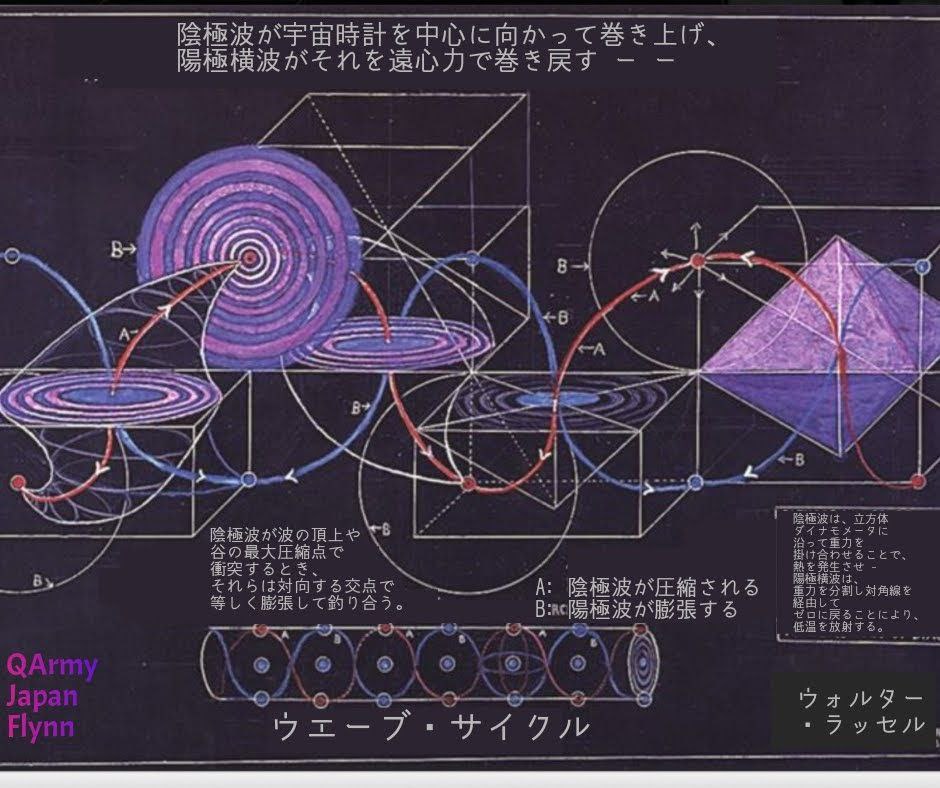 陰極波が宇宙時計を中心に向かって巻き上げ、
陽極横波がそれを遠心力で巻き戻す － －
B→
A→
B→
←B
B→
←A
←A
←B
B
←B
陰極波が波の頂上や
谷の最大圧縮点で
衝突するとき、
それらは対向する交点で
等しく膨張して釣り合う。
A: 陰極波が圧縮される
B: 陽極波が膨張する
陰極波は、立方体
ダイナモメータに
沿って重力を
掛け合わせることで、
熱を発生させ -
陽極横波は、
重力を分割し対角線を
経由して
ゼロに戻ることにより、
低温を放射する。
A B A B A B
ウエーブ・サイクル
QArmy
Japan
Flynn
ウォルター
・ラッセル